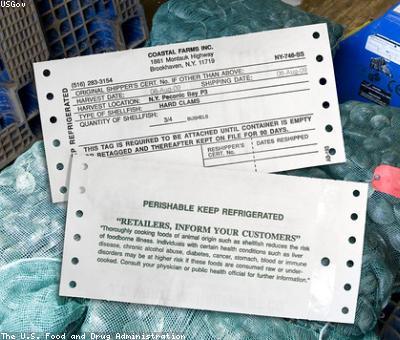 USGov
COASTAL FARMS INC.
1861 Montauk Highway
Brookhaven, N.Y. 11719
(516) 283-3154
NY-746-SS
ORIGINAL SHIPPER'S CERT. No. IF OTHER THAN ABOVE:
HARVEST DATE: 06-Aug-09 SHIPPING DATE: 06-Aug-09
HARVEST LOCATION: N.Y. Peconic Bay P3
TYPE OF SHELLFISH: HARD CLAMS
QUANTITY OF SHELLFISH: 3/4 BUSHELS
THIS TAG IS REQUIRED TO BE ATTACHED UNTIL CONTAINER IS EMPTY
RETAGGED AND THEREAFTER KEPT ON FILE FOR 90 DAYS.
RESHIPPER'S CERT. No. DATES RESHIPPED
KEEP REFRIGERATED
PERISHABLE KEEP REFRIGERATED
"RETAILERS, INFORM YOUR CUSTOMERS"
"Thoroughly cooking foods of animal origin such as shellfish reduces the risk
of foodborne illness. Individuals with certain health conditions such as liver
disease, chronic alcohol abuse, diabetes, cancer, stomach, blood or immune
disorders may be at higher risk if these foods are consumed raw or under-
cooked. Consult your physician or public health official for further information."
The U.S. Food and Drug Administration